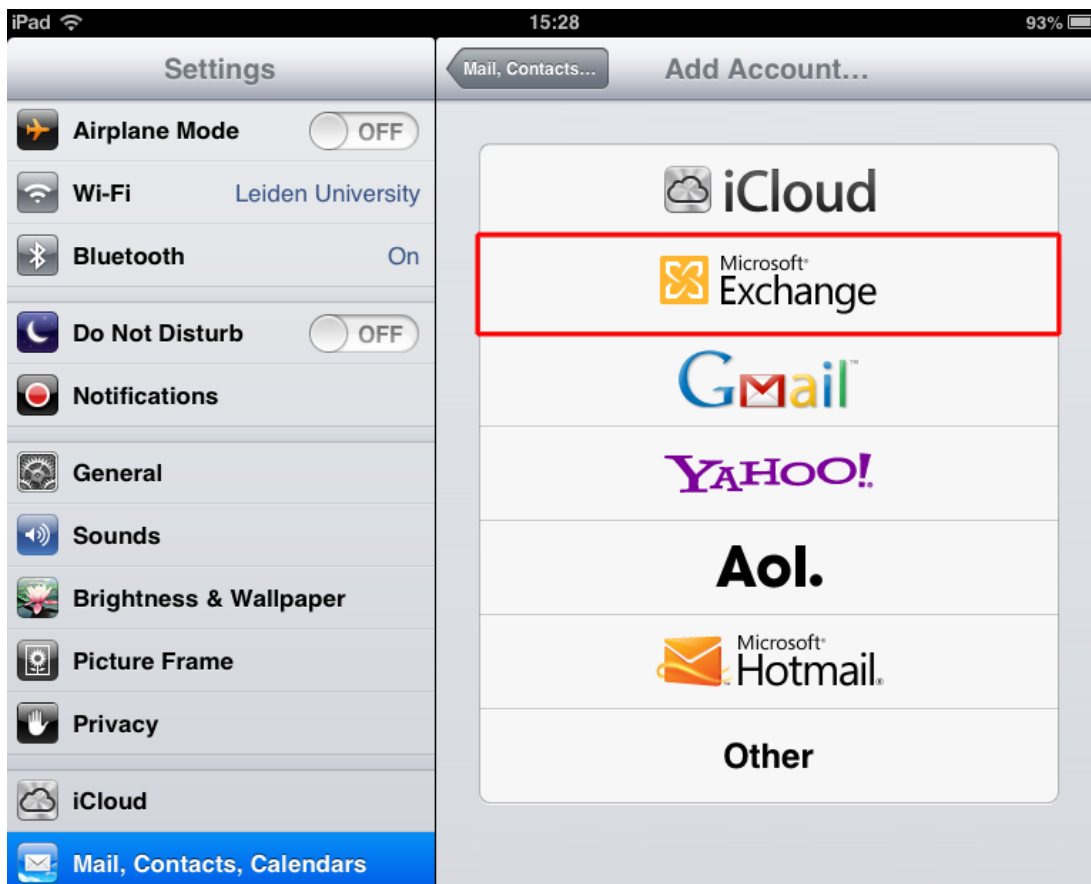 iPad 15:28 93%
Settings
Mail, Contacts...
Add Account...
Airplane Mode OFF
Wi-Fi Leiden University
Bluetooth On
Do Not Disturb OFF
Notifications
General
Sounds
Brightness & Wallpaper
Picture Frame
Privacy
iCloud
Mail, Contacts, Calendars
iCloud
Microsoft®
Exchange
Gmail™
YAHOO!®
Aol.
Microsoft®
Hotmail®
Other